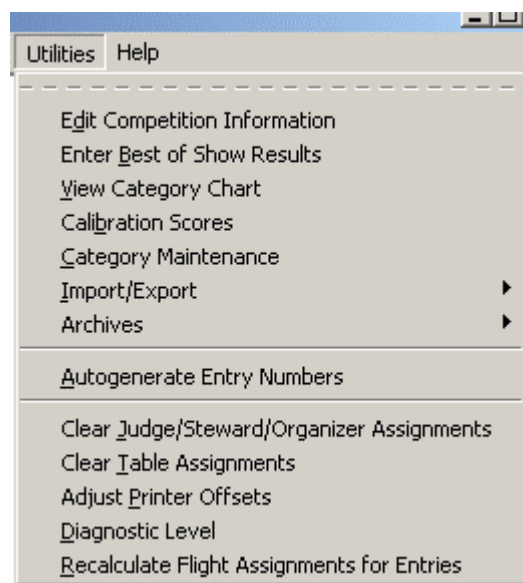 Utilities Help
Edit Competition Information
Enter Best of Show Results
View Category Chart
Calibration Scores
Category Maintenance
Import/Export
Archives
Autogenerate Entry Numbers
Clear Judge/Steward/Organizer Assignments
Clear Table Assignments
Adjust Printer Offsets
Diagnostic Level
Recalculate Flight Assignments for Entries